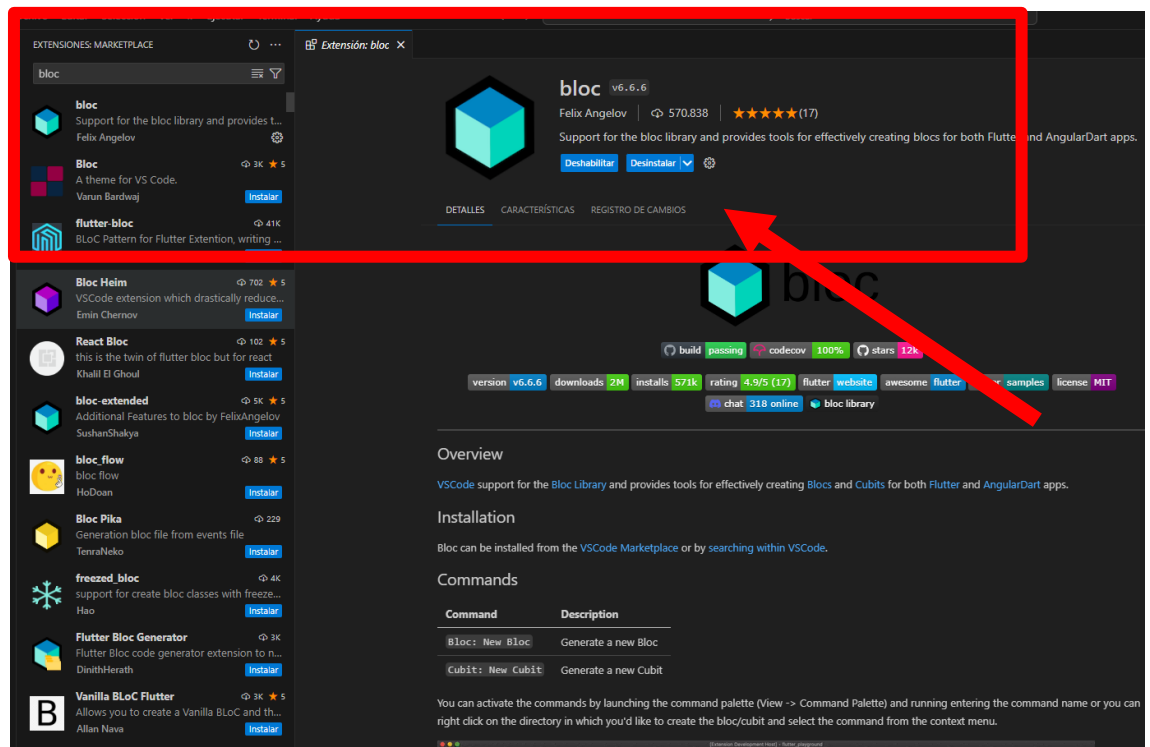 EXTENSIONES: MARKETPLACE
bloc
bloc
Support for the bloc library and provides t...
Felix Angelov
Bloc
3K ★ 5
A theme for VS Code.
Varun Bardwaj
Instalar
flutter-bloc
41K
BLoC Pattern for Flutter Extention, writing ...
Bloc Heim
702 ★ 5
VSCode extension which drastically reduce...
Emin Chernov
Instalar
React Bloc
102 ★ 5
this is the twin of flutter bloc but for react
Khalil El Ghoul
Instalar
bloc-extended
5K ★ 5
Additional Features to bloc by FelixAngelov
SushanShakya
Instalar
bloc_flow
88 ★ 5
bloc flow
HoDoan
Instalar
Bloc Pika
229
Generation bloc file from events file
TenraNeko
Instalar
freezed_bloc
4K
support for create bloc classes with freeze...
Hao
Instalar
Flutter Bloc Generator
3K
Flutter Bloc code generator extension to n...
DinithHerath
Instalar
Vanilla BLoC Flutter
3K ★ 5
Allows you to create a Vanilla BLoC and th...
Allan Nava
Instalar
Extensión: bloc
bloc v6.6.6
Felix Angelov 570.838 ★★★★★(17)
Support for the bloc library and provides tools for effectively creating blocs for both Flutter and AngularDart apps.
Deshabilitar Desinstalar
DETALLES CARACTERÍSTICAS REGISTRO DE CAMBIOS
bloc
build passing codecov 100% stars 12k
version v6.6.6 downloads 2M installs 571k rating 4.9/5 (17) flutter website awesome flutter samples license MIT
chat 318 online bloc library
Overview
VSCode support for the Bloc Library and provides tools for effectively creating Blocs and Cubits for both Flutter and AngularDart apps.
Installation
Bloc can be installed from the VSCode Marketplace or by searching within VSCode.
Commands
Command Description
Bloc: New Bloc Generate a new Bloc
Cubit: New Cubit Generate a new Cubit
You can activate the commands by launching the command palette (View -> Command Palette) and running entering the command name or you can
right click on the directory in which you'd like to create the bloc/cubit and select the command from the context menu.
[Extension Development Host] - flutter_playground